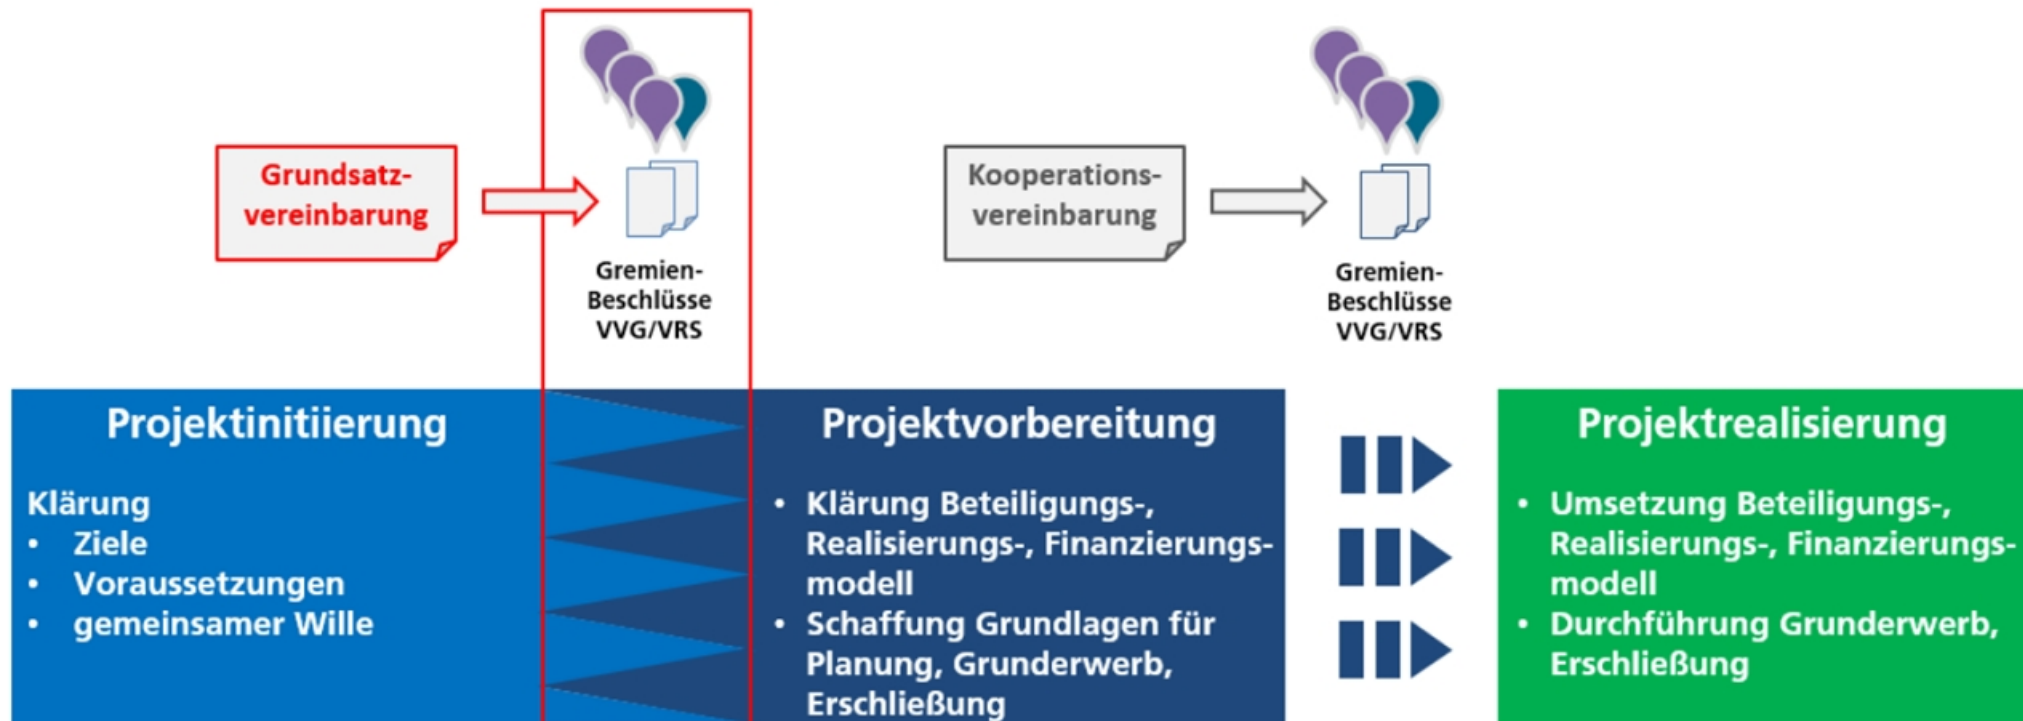 Grundsatz-
vereinbarung
Gremien-
Beschlüsse
VVG/VRS
Kooperations-
vereinbarung
Gremien-
Beschlüsse
VVG/VRS
Projektinitiierung
Klärung
• Ziele
• Voraussetzungen
• gemeinsamer Wille
Projektvorbereitung
• Klärung Beteiligungs-,
Realisierungs-, Finanzierungs-
modell
• Schaffung Grundlagen für
Planung, Grunderwerb,
Erschließung
Projektrealisierung
• Umsetzung Beteiligungs-,
Realisierungs-, Finanzierungs-
modell
• Durchführung Grunderwerb,
Erschließung